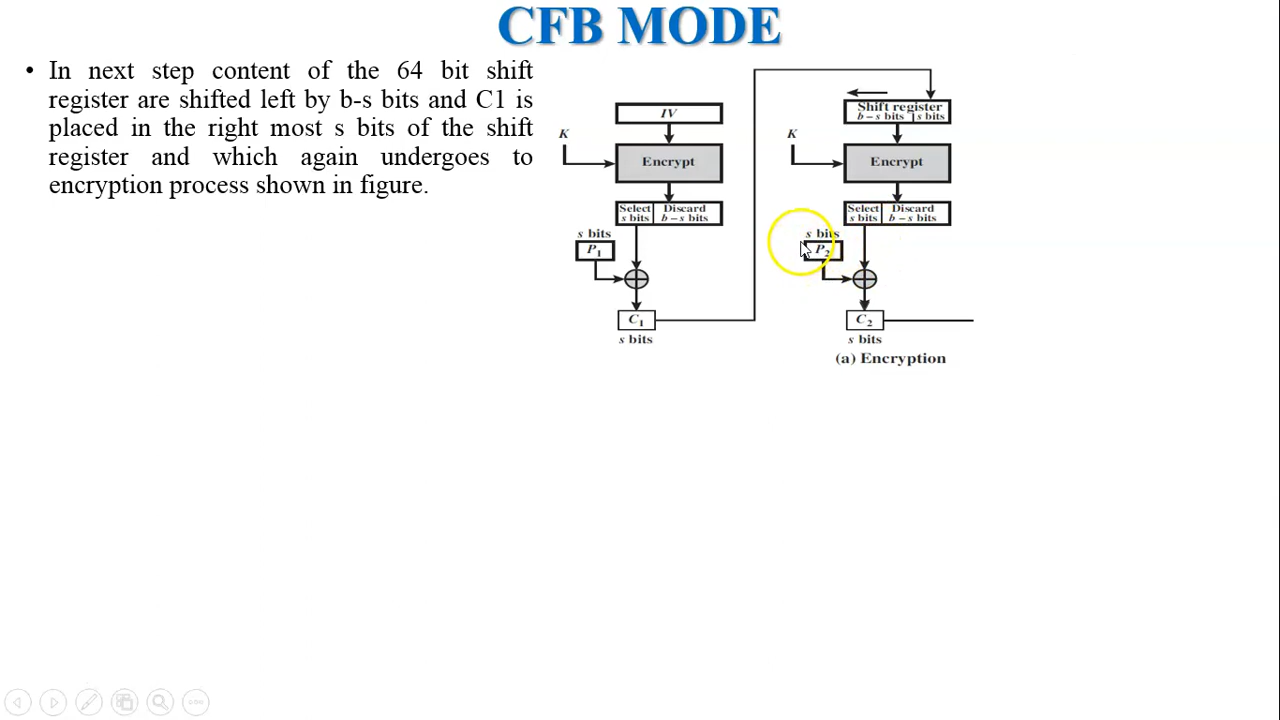 CFB MODE
• In next step content of the 64 bit shift
register are shifted left by b-s bits and C1 is
placed in the right most s bits of the shift
register and which again undergoes to
encryption process shown in figure.
IV
K
Encrypt
Select Discard
s bits b – s bits
s bits
P1
C1
s bits
Shift register
b – s bits | s bits
K
Encrypt
Select Discard
s bits b – s bits
s bits
P2
C2
s bits
(a) Encryption